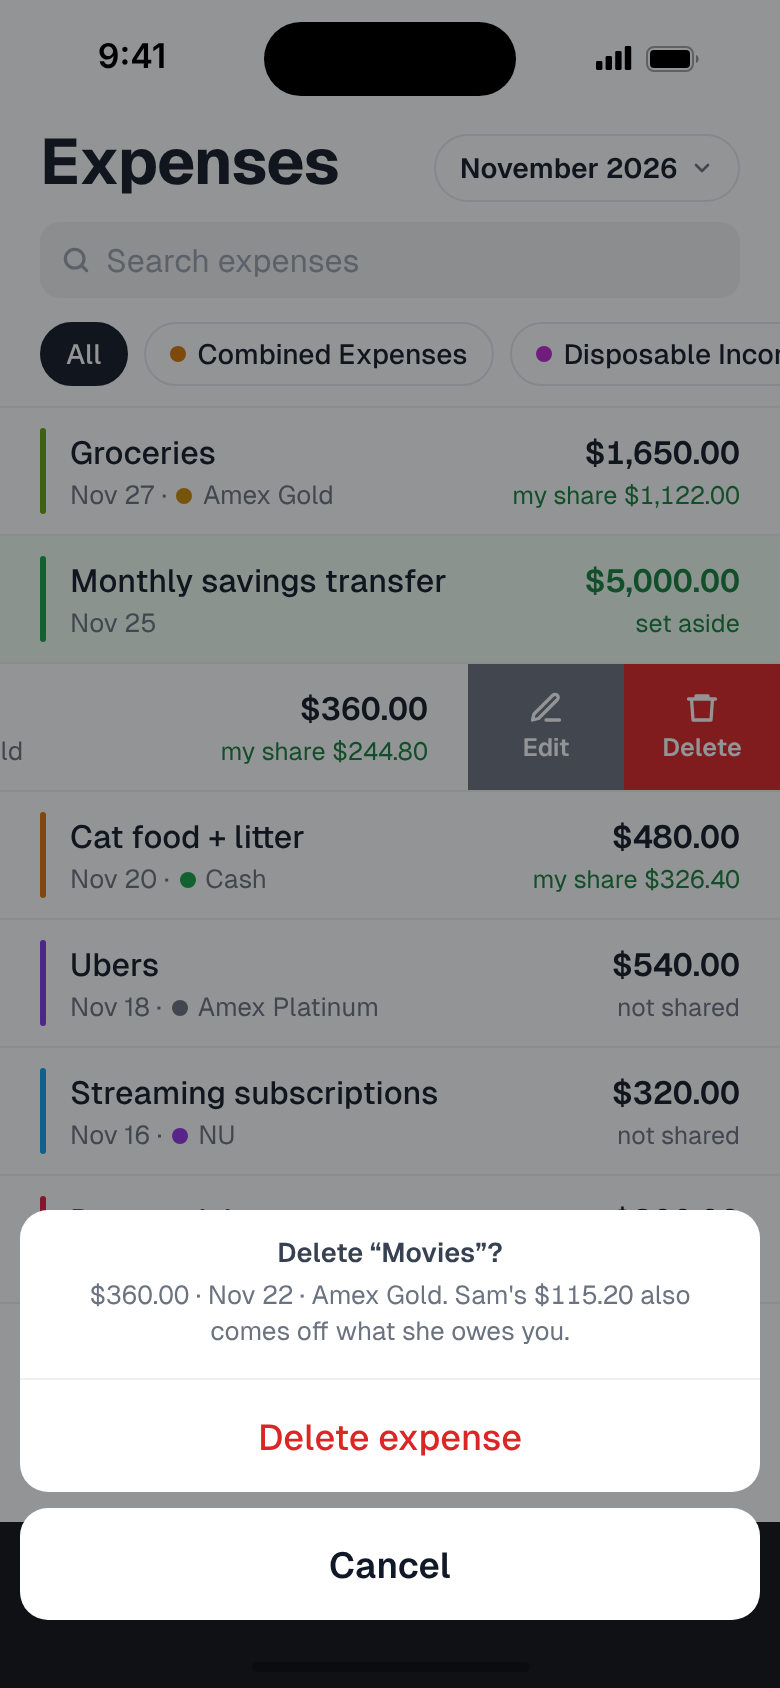 9:41
Expenses
November 2026
Search expenses
All
Combined Expenses
Disposable
Groceries
$1,650.00
Nov 27 · Amex Gold
my share $1,122.00
Monthly savings transfer
$5,000.00
Nov 25
set aside
$360.00
my share $244.80
Edit
Delete
Cat food + litter
$480.00
Nov 20 · Cash
my share $326.40
Ubers
$540.00
Nov 18 · Amex Platinum
not shared
Streaming subscriptions
$320.00
Nov 16 · NU
not shared
Delete “Movies”?
$360.00 · Nov 22 · Amex Gold. Sam's $115.20 also
comes off what she owes you.
Delete expense
Cancel